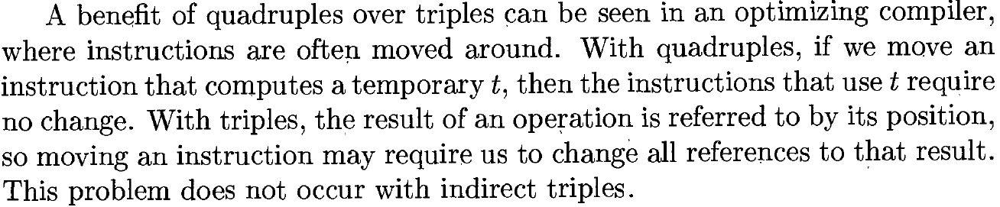 A benefit of quadruples over triples can be seen in an optimizing compiler,
where instructions are often moved around. With quadruples, if we move an
instruction that computes a temporary t, then the instructions that use t require
no change. With triples, the result of an operation is referred to by its position,
so moving an instruction may require us to change all references to that result.
This problem does not occur with indirect triples.